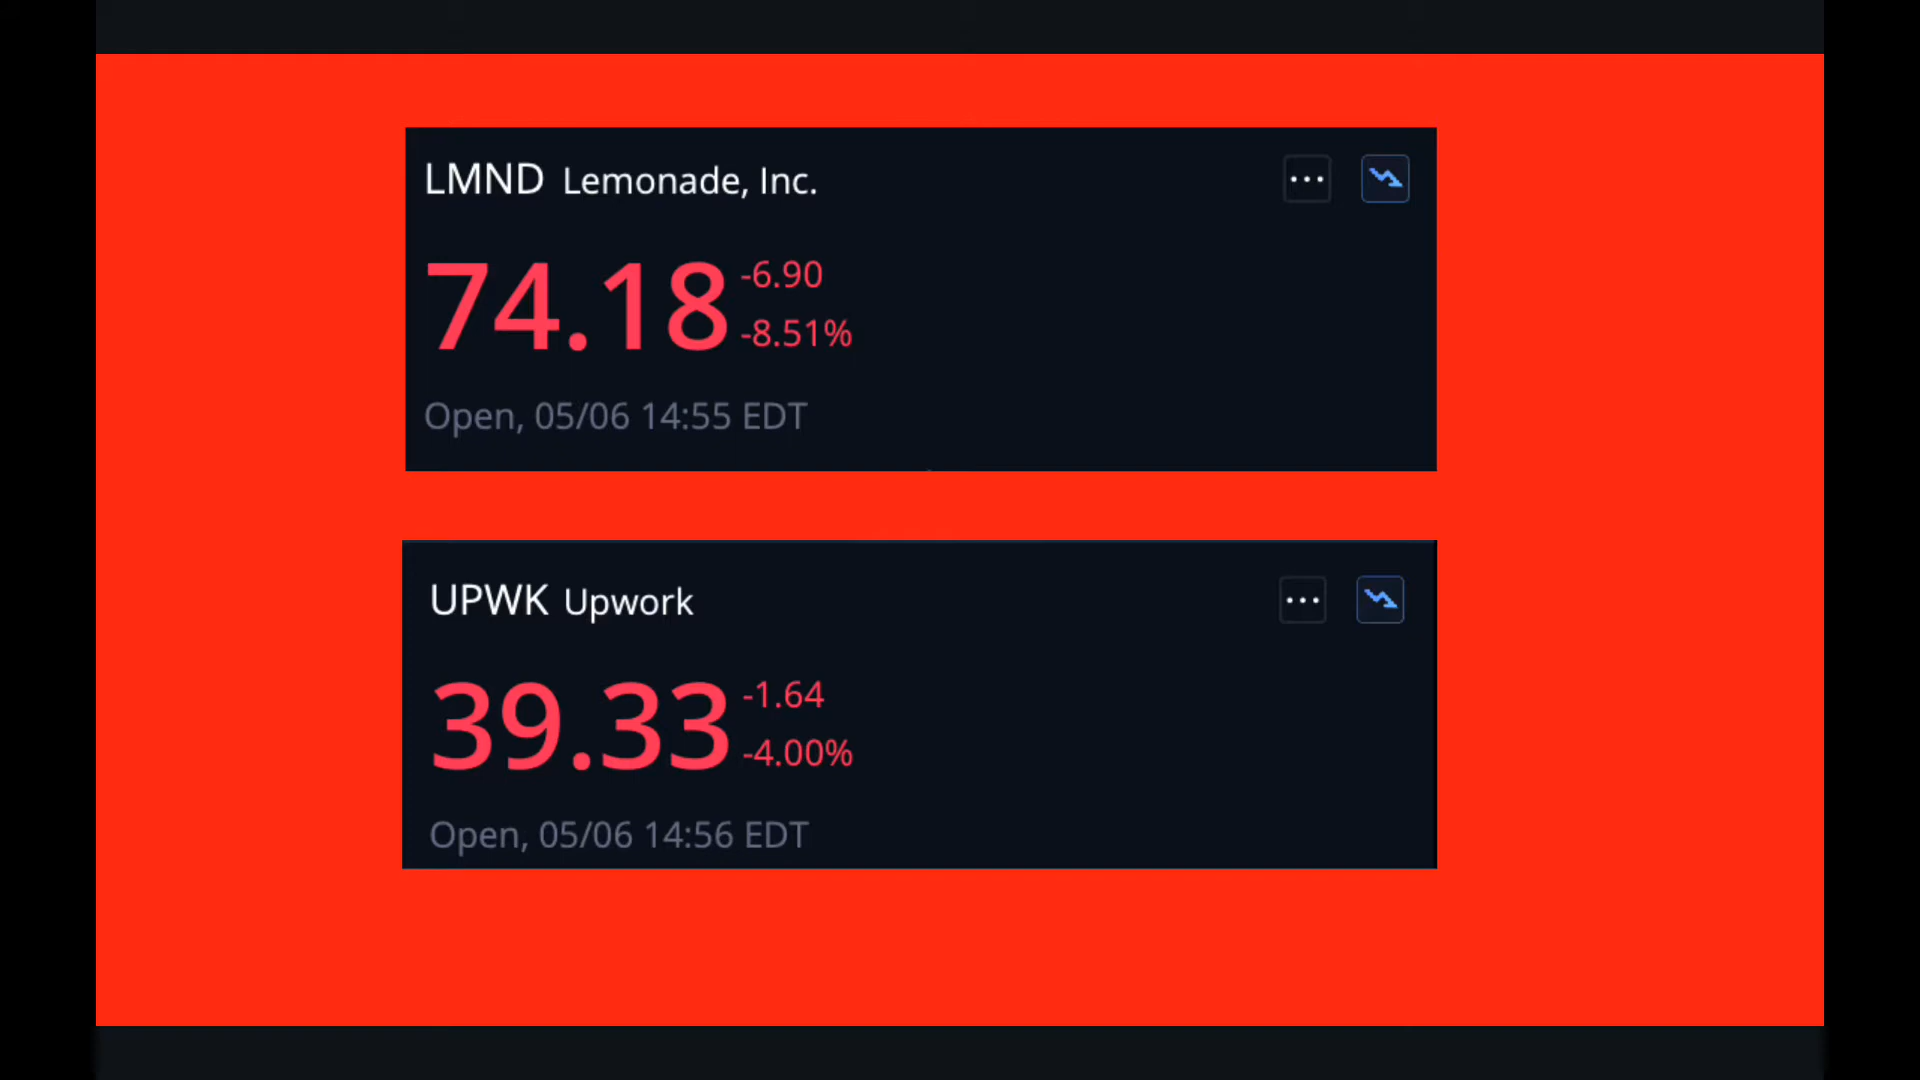 LMND Lemonade, Inc.
74.18
-6.90
-8.51%
Open, 05/06 14:55 EDT
UPWK Upwork
39.33
-1.64
-4.00%
Open, 05/06 14:56 EDT